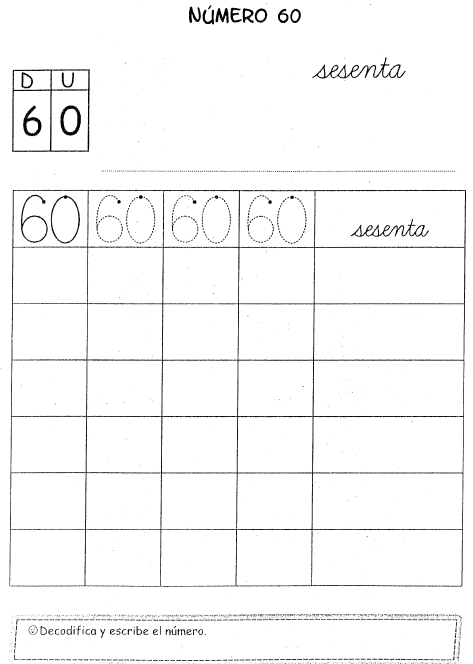 NÚMERO 60
sesenta
D U
6 0
60 60 60 60 sesenta
☺Decodifica y escribe el número.